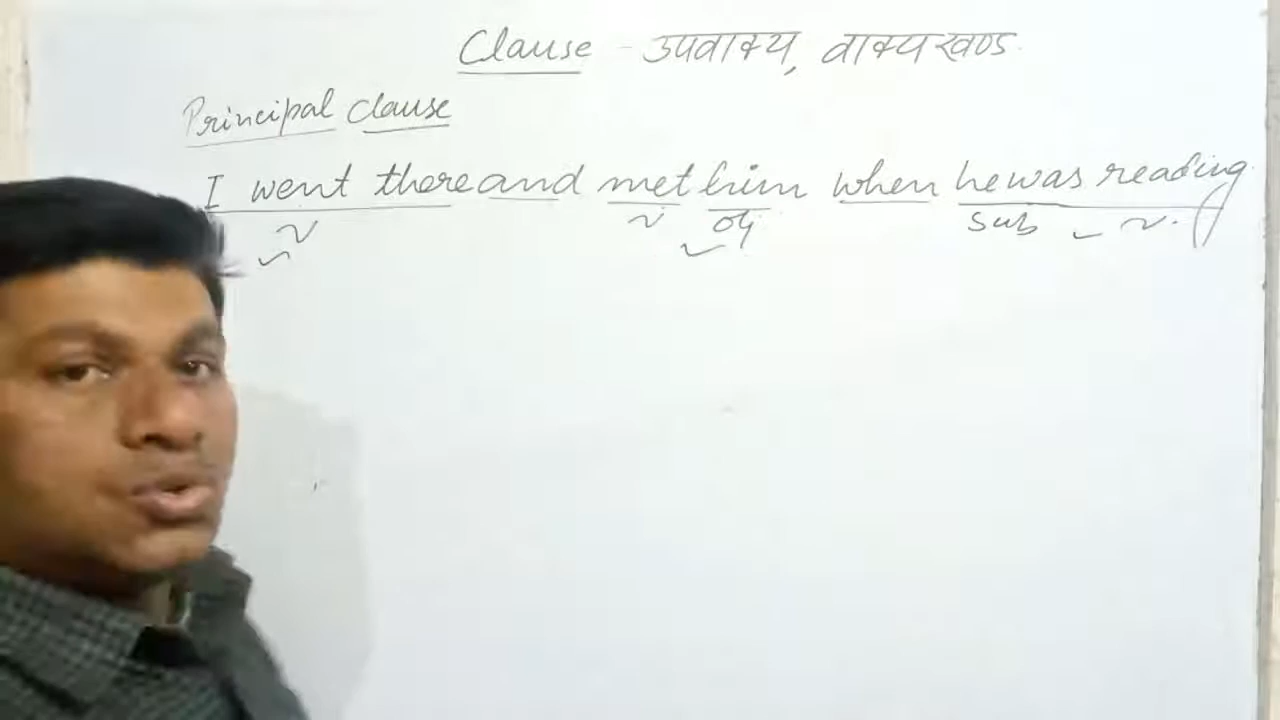 Clause - उपवाक्य, वाक्यखण्ड
Principal Clause
I went there and met him when he was reading.
v v obj sub v.